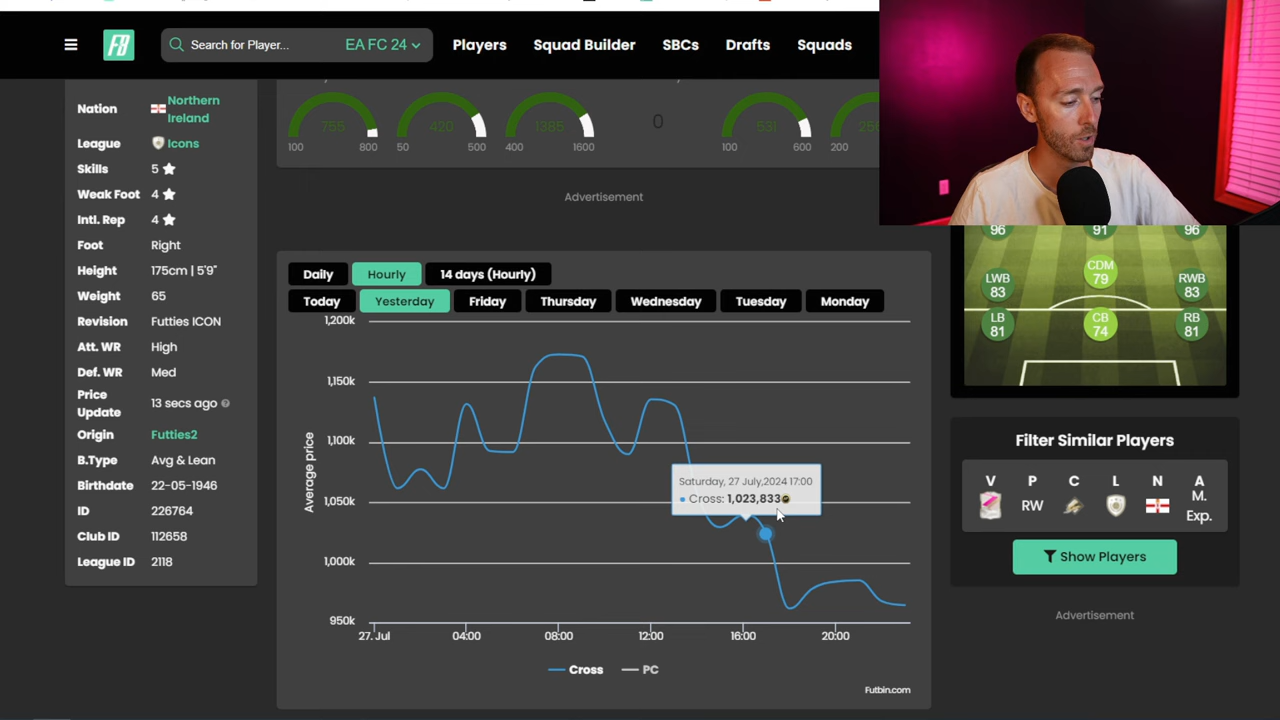 F8
Search for Player...
EA FC 24
Players
Squad Builder
SBCs
Drafts
Squads
Nation
Northern
Ireland
League
Icons
Skills
5
Weak Foot
4
Intl. Rep
4
Foot
Right
Height
175cm | 5'9"
Weight
65
Revision
Futties ICON
Att. WR
High
Def. WR
Med
Price
Update
13 secs ago
Origin
Futties2
B.Type
Avg & Lean
Birthdate
22-05-1946
ID
226764
Club ID
112658
League ID
2118
755
100
800
420
50
500
1385
400
1600
0
531
100
600
200
Advertisement
Daily
Hourly
14 days (Hourly)
Today
Yesterday
Friday
Thursday
Wednesday
Tuesday
Monday
Average price
1,200k
1,150k
1,100k
1,050k
1,000k
950k
Saturday, 27 July,2024 17:00
Cross: 1,023,833
27. Jul
04:00
08:00
12:00
16:00
20:00
Cross
PC
Futbin.com
96
91
96
LWB
83
CDM
79
RWB
83
LB
81
CB
74
RB
81
Filter Similar Players
V
P
C
L
N
A
RW
M.
Exp.
Show Players
Advertisement